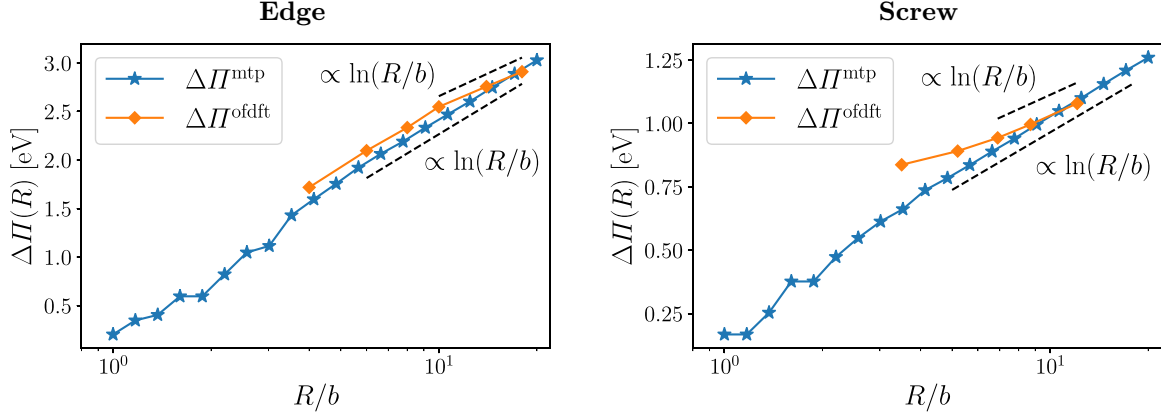 Edge
ΔΠ(R) [eV]
3.0
2.5
2.0
1.5
1.0
0.5
ΔΠ^mtp
ΔΠ^ofdft
∝ ln(R/b)
∝ ln(R/b)
10^0
10^1
R/b
Screw
ΔΠ(R) [eV]
1.25
1.00
0.75
0.50
0.25
ΔΠ^mtp
ΔΠ^ofdft
∝ ln(R/b)
∝ ln(R/b)
10^0
10^1
R/b